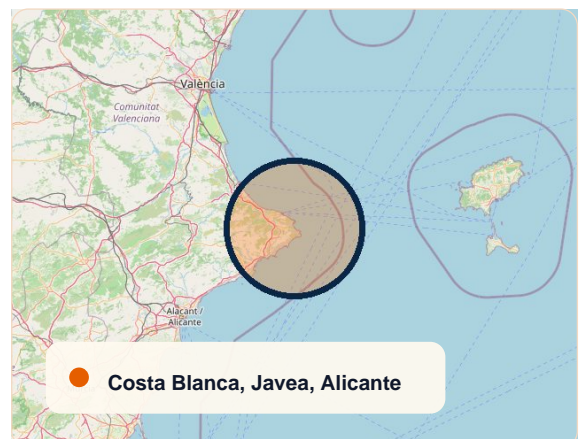 València
Comunitat
Valenciana
Alacant /
Alicante
Costa Blanca, Javea, Alicante